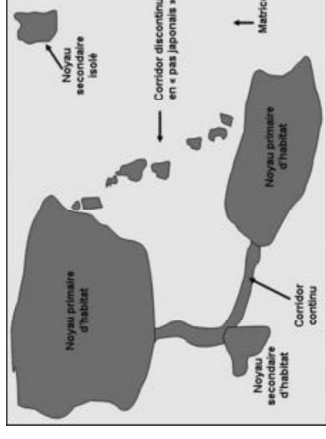 Noyau primaire
d'habitat
Noyau
secondaire
isolé
Corridor discontinu
en « pas japonais »
Matrice
Noyau primaire
d'habitat
Corridor
continu
Noyau
secondaire
d'habitat